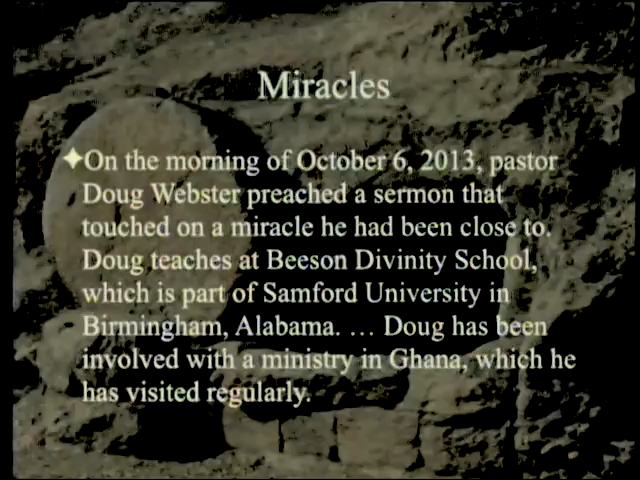 Miracles
✦On the morning of October 6, 2013, pastor
Doug Webster preached a sermon that
touched on a miracle he had been close to.
Doug teaches at Beeson Divinity School,
which is part of Samford University in
Birmingham, Alabama. … Doug has been
involved with a ministry in Ghana, which he
has visited regularly.